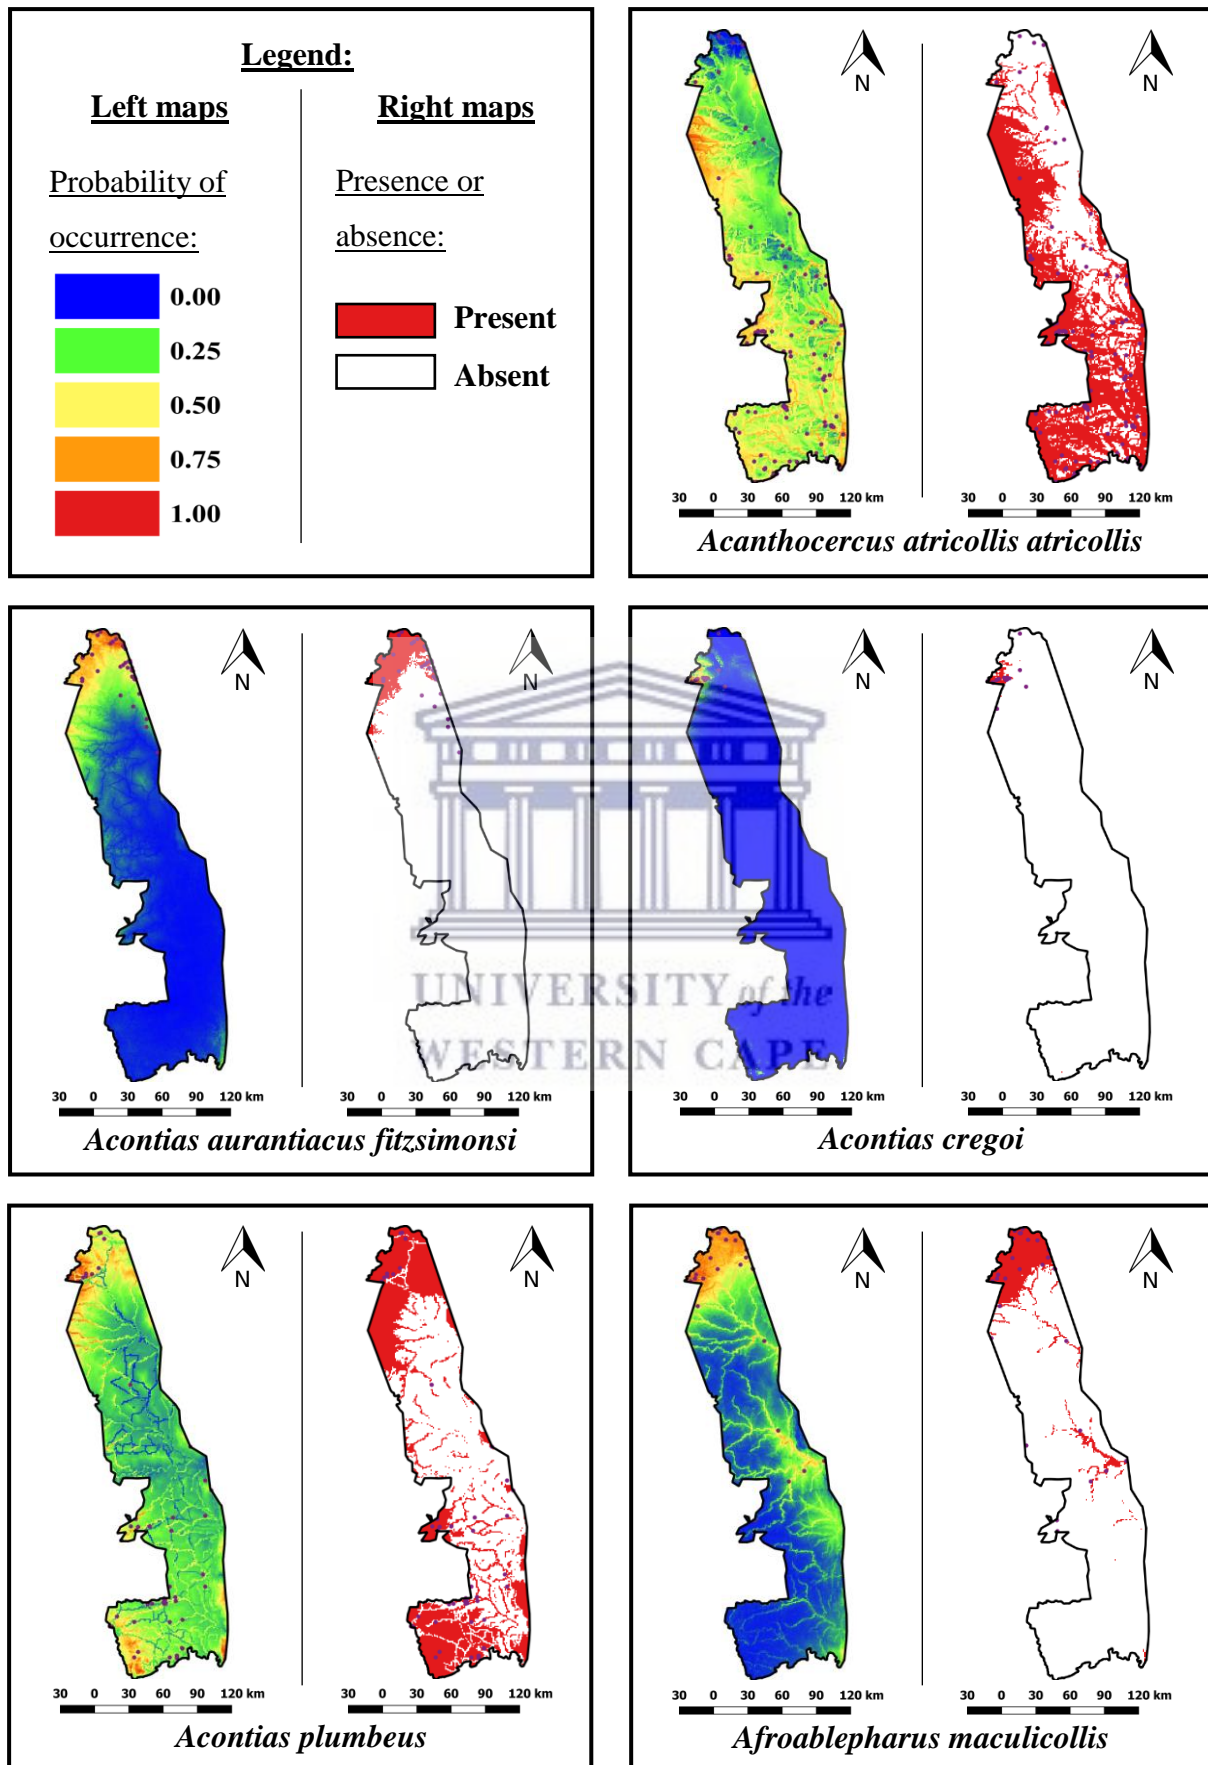 Legend:
Left maps
Right maps
Probability of
occurrence:
Presence or
absence:
0.00
0.25
0.50
0.75
1.00
Present
Absent
N
N
30 0 30 60 90 120 km
30 0 30 60 90 120 km
Acanthocercus atricollis atricollis
N
N
30 0 30 60 90 120 km
30 0 30 60 90 120 km
Acontias aurantiacus fitzsimonsi
N
N
30 0 30 60 90 120 km
30 0 30 60 90 120 km
Acontias cregoi
UNIVERSITY of the
WESTERN CAPE
N
N
30 0 30 60 90 120 km
30 0 30 60 90 120 km
Acontias plumbeus
N
N
30 0 30 60 90 120 km
30 0 30 60 90 120 km
Afroablepharus maculicollis